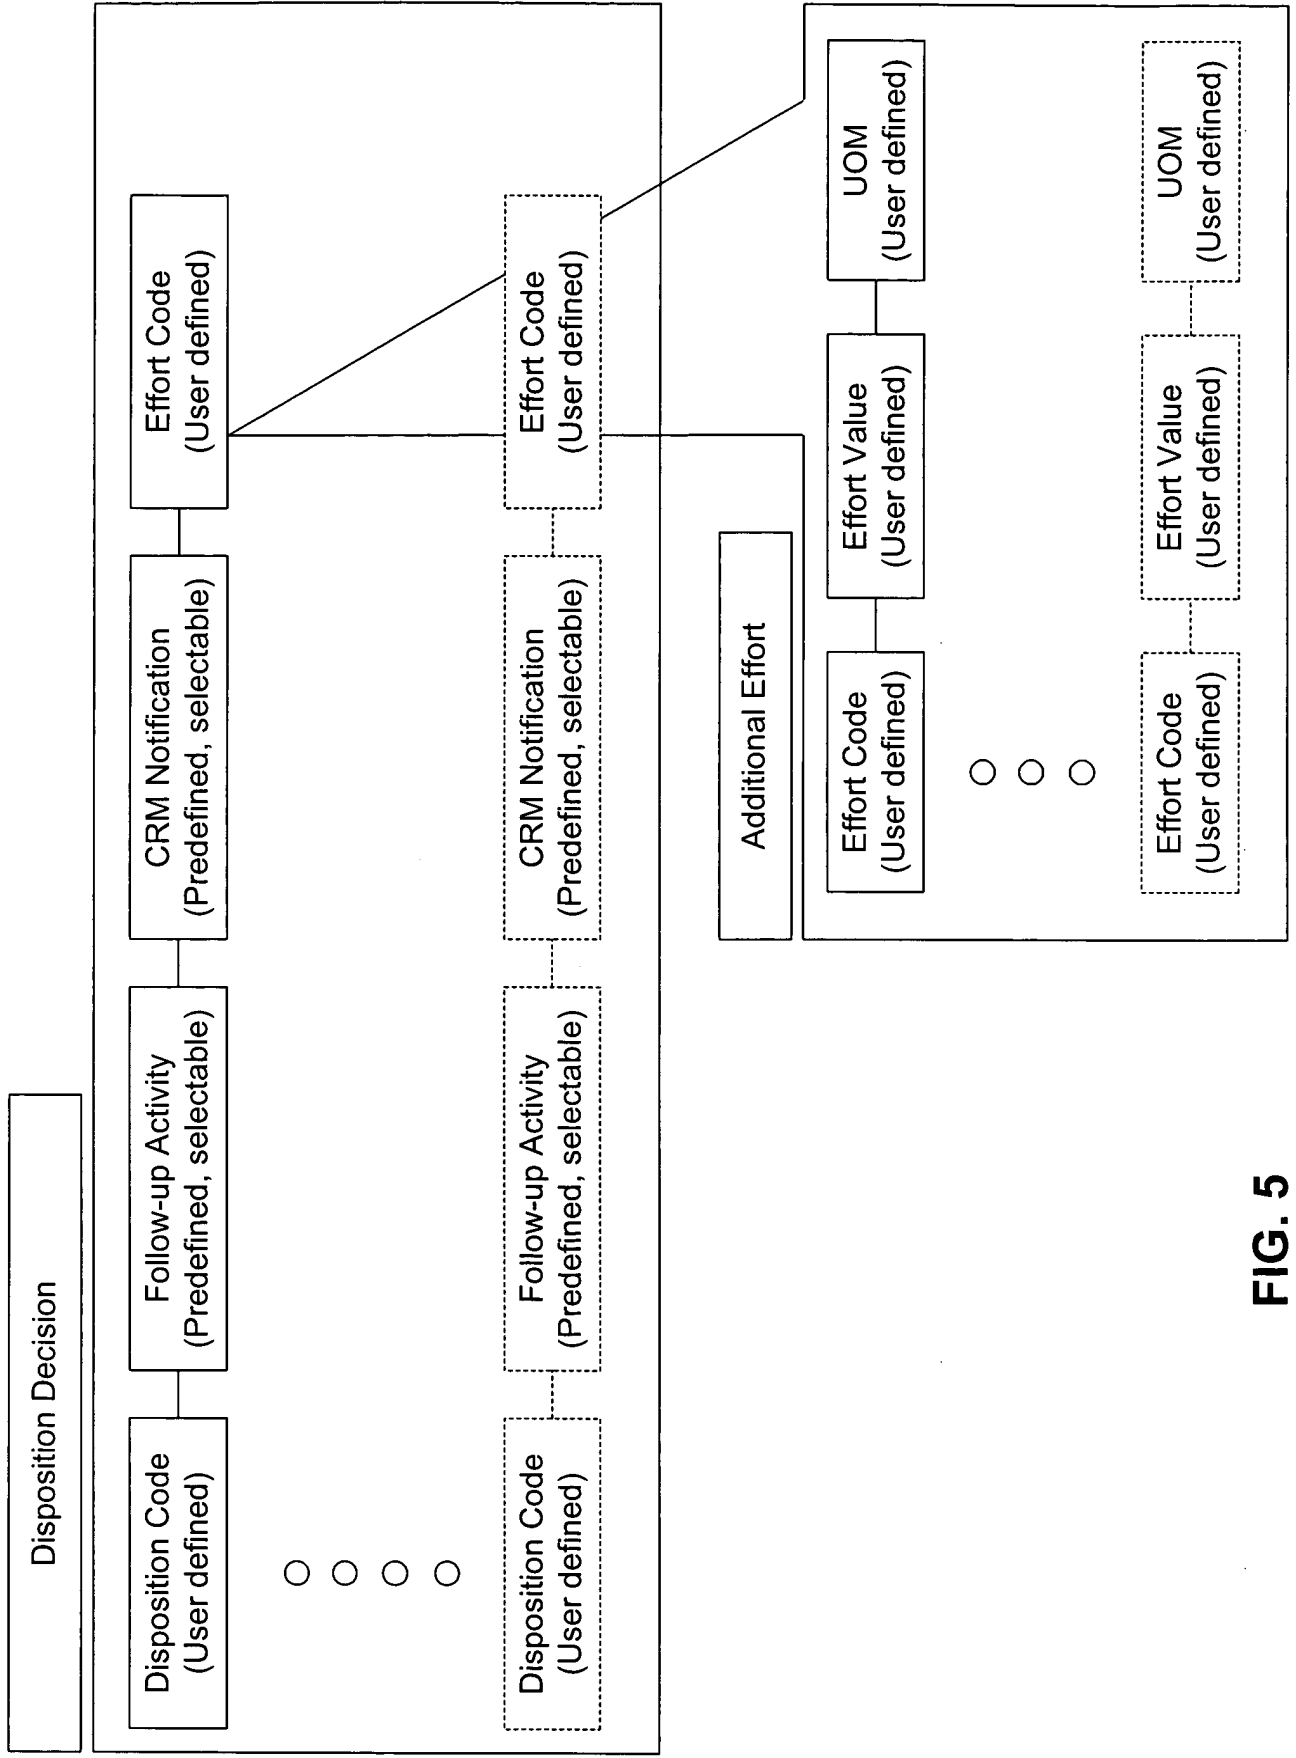 Disposition Decision
Disposition Code
(User defined)
Follow-up Activity
(Predefined, selectable)
CRM Notification
(Predefined, selectable)
Effort Code
(User defined)
Disposition Code
(User defined)
Follow-up Activity
(Predefined, selectable)
CRM Notification
(Predefined, selectable)
Effort Code
(User defined)
Additional Effort
Effort Code
(User defined)
Effort Value
(User defined)
UOM
(User defined)
Effort Code
(User defined)
Effort Value
(User defined)
UOM
(User defined)
FIG. 5